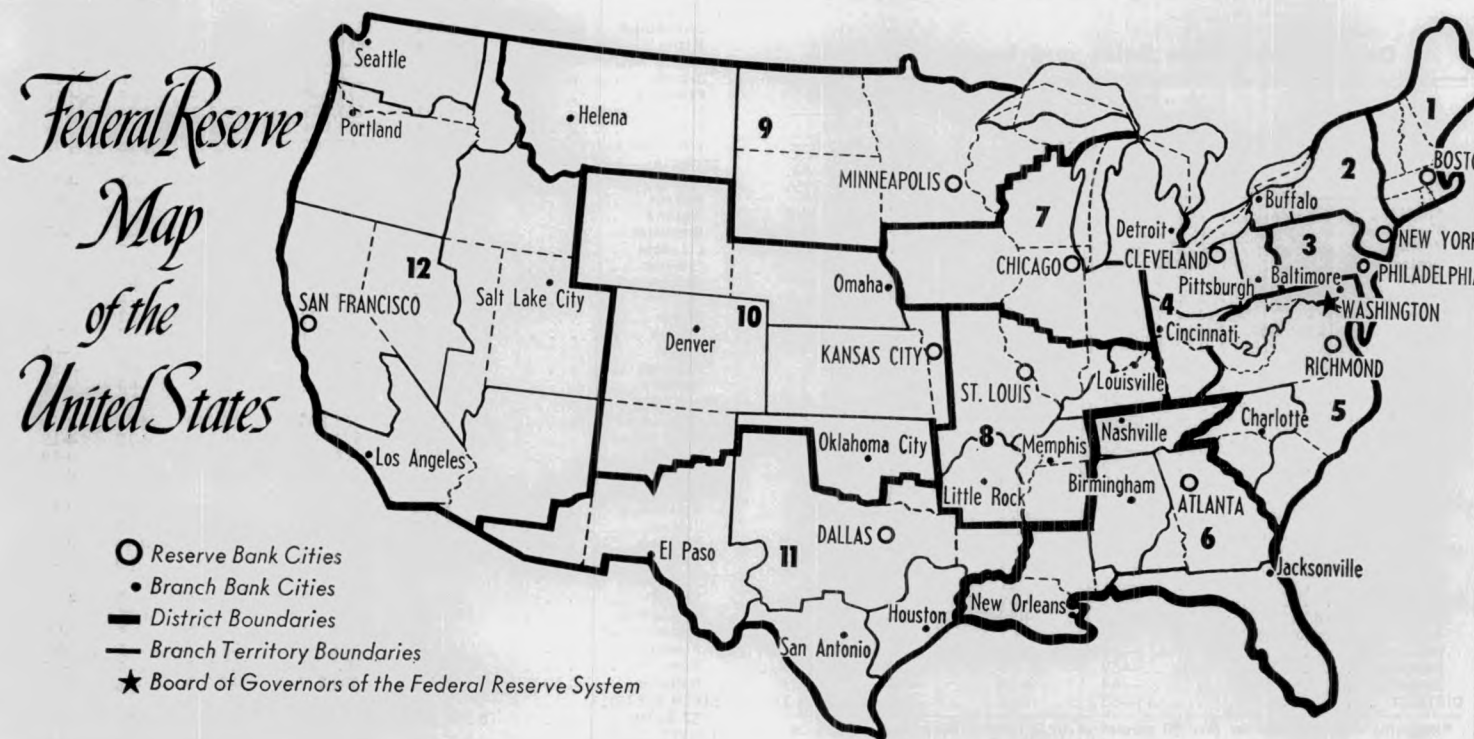 Federal Reserve
Map
of the
United States
Seattle
Portland
Helena
9
MINNEAPOLIS
1
BOSTO
2
Buffalo
7
Detroit
CHICAGO
CLEVELAND
3
NEW YORK
PHILADELPHIA
Pittsburgh
Baltimore
WASHINGTON
12
SAN FRANCISCO
Salt Lake City
Omaha
10
Denver
KANSAS CITY
4
Cincinnati
RICHMOND
ST. LOUIS
Louisville
5
Los Angeles
Oklahoma City
8
Nashville
Charlotte
Memphis
Little Rock
Birmingham
ATLANTA
6
DALLAS
El Paso
11
Jacksonville
New Orleans
Houston
San Antonio
Reserve Bank Cities
Branch Bank Cities
District Boundaries
Branch Territory Boundaries
Board of Governors of the Federal Reserve System